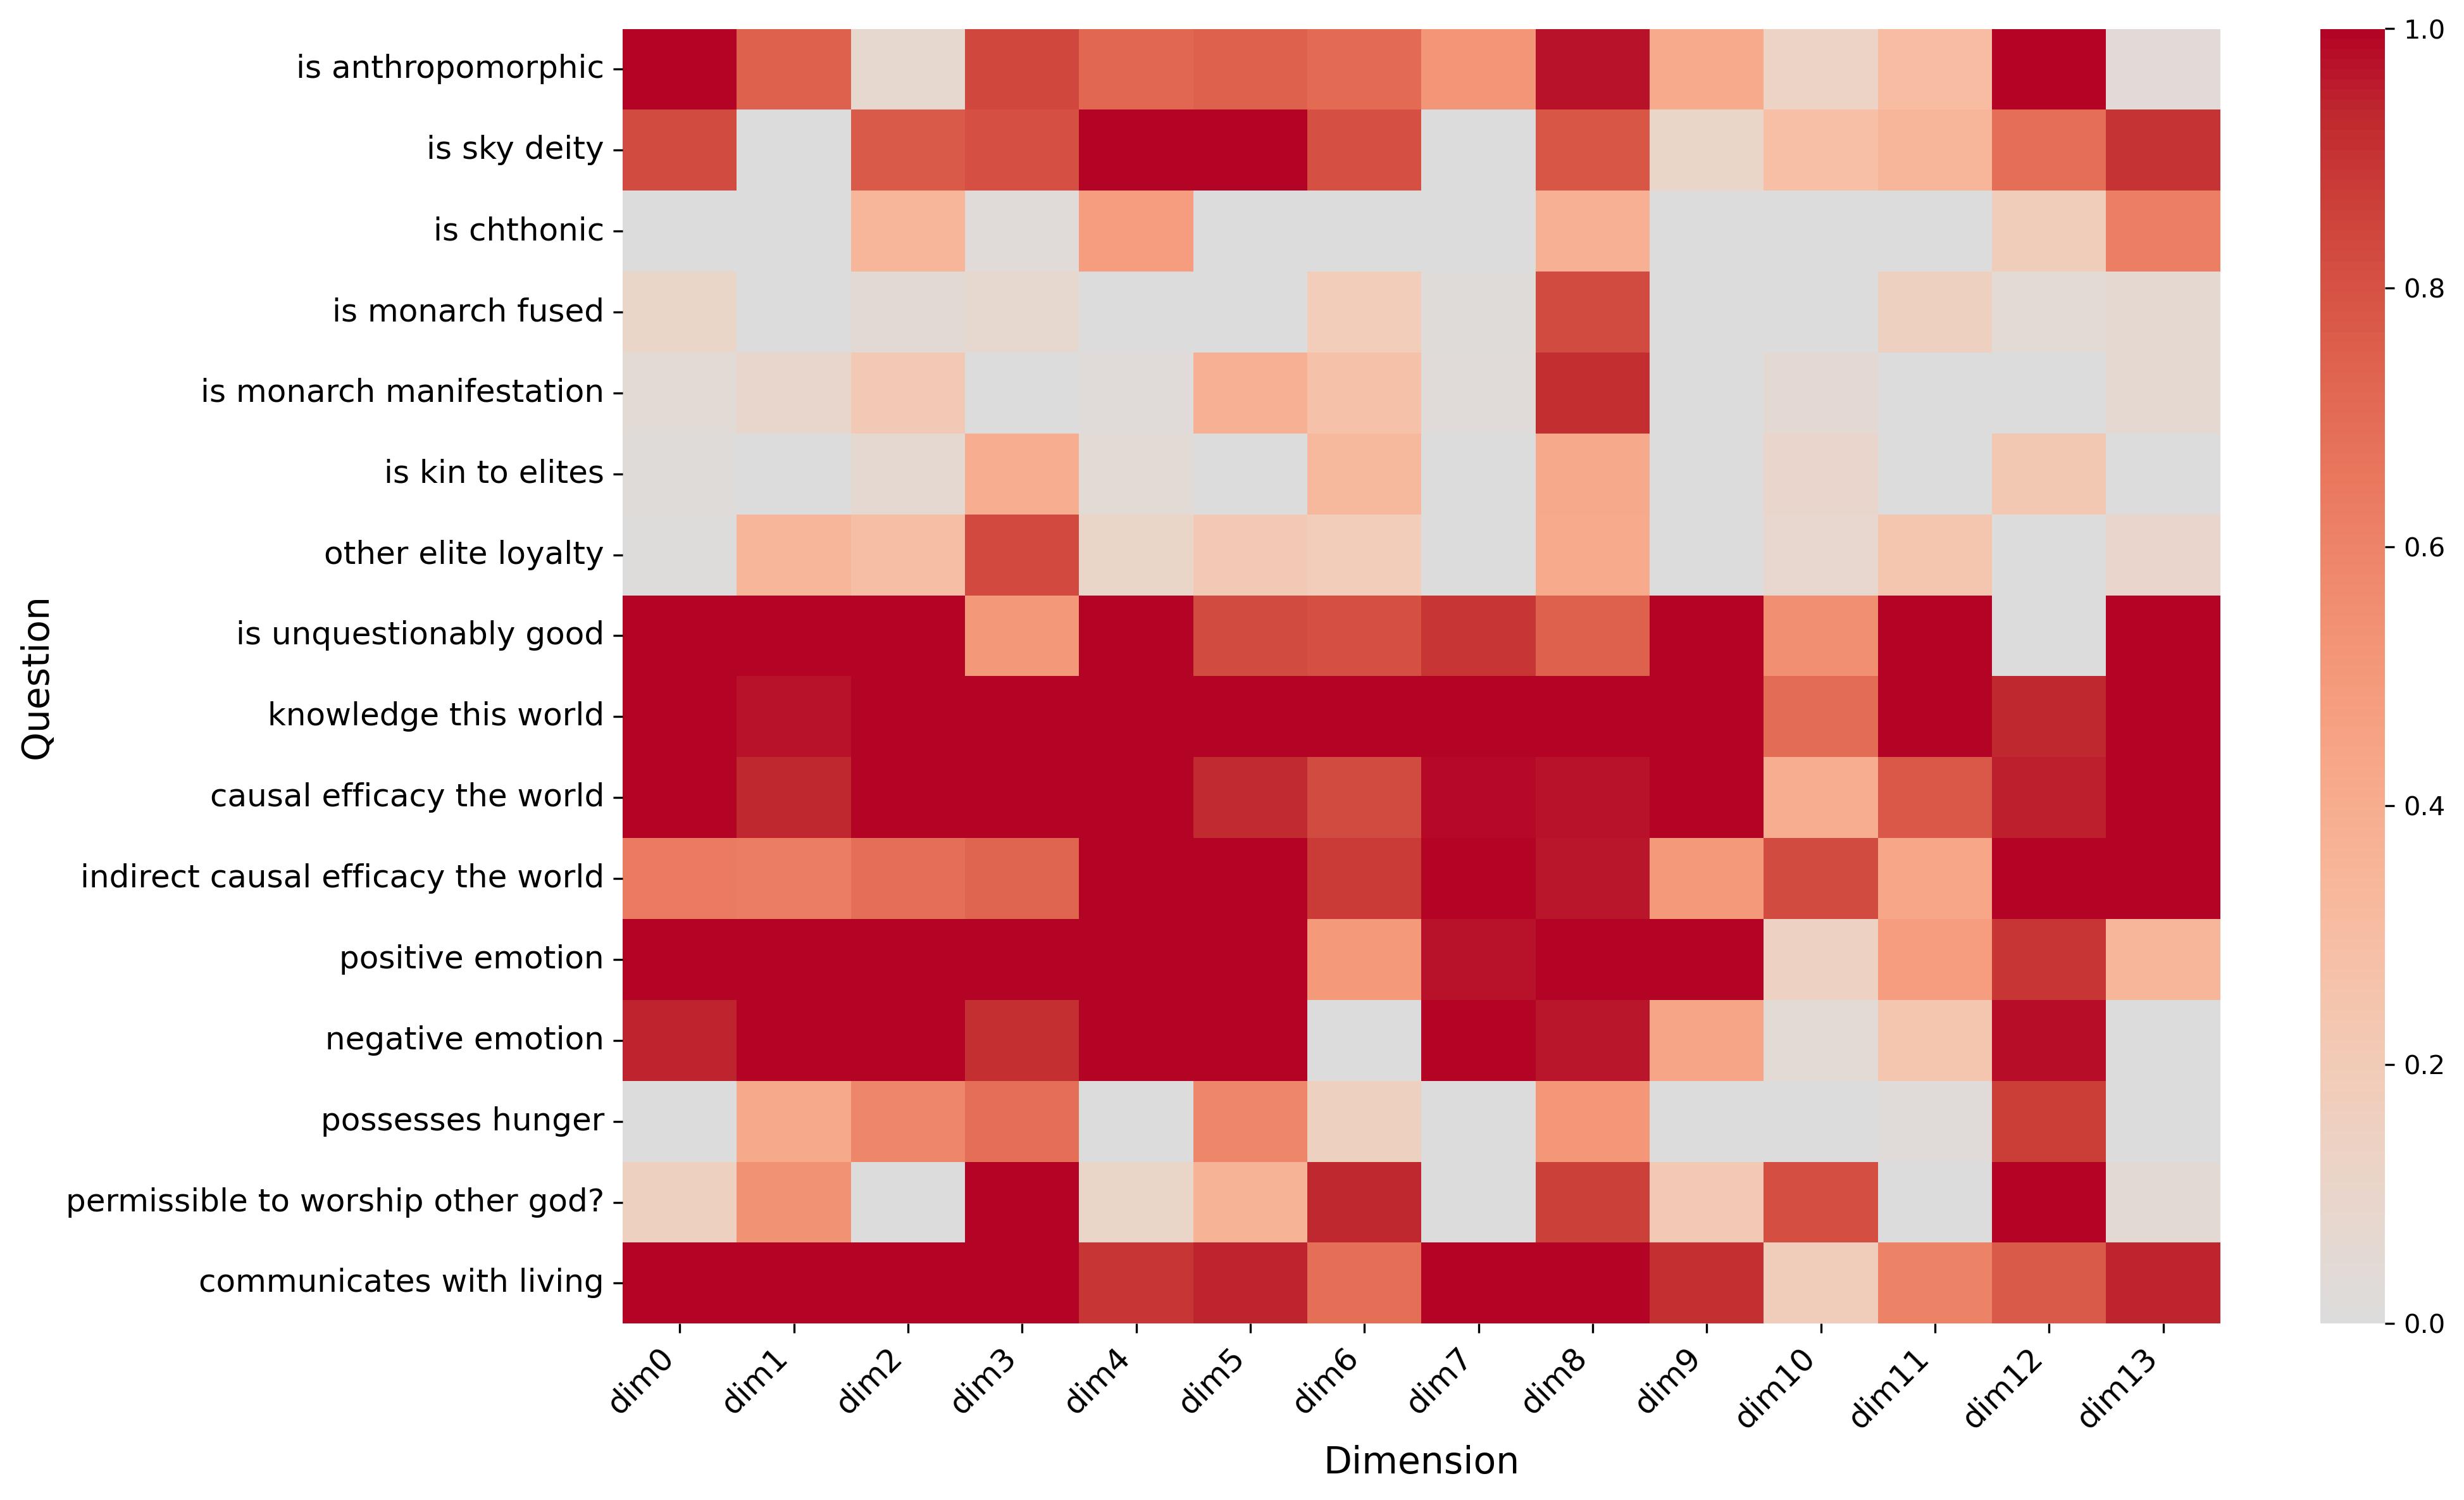 Question
is anthropomorphic
is sky deity
is chthonic
is monarch fused
is monarch manifestation
is kin to elites
other elite loyalty
is unquestionably good
knowledge this world
causal efficacy the world
indirect causal efficacy the world
positive emotion
negative emotion
possesses hunger
permissible to worship other god?
communicates with living
dim0 dim1 dim2 dim3 dim4 dim5 dim6 dim7 dim8 dim9 dim10 dim11 dim12 dim13
Dimension
1.0
0.8
0.6
0.4
0.2
0.0